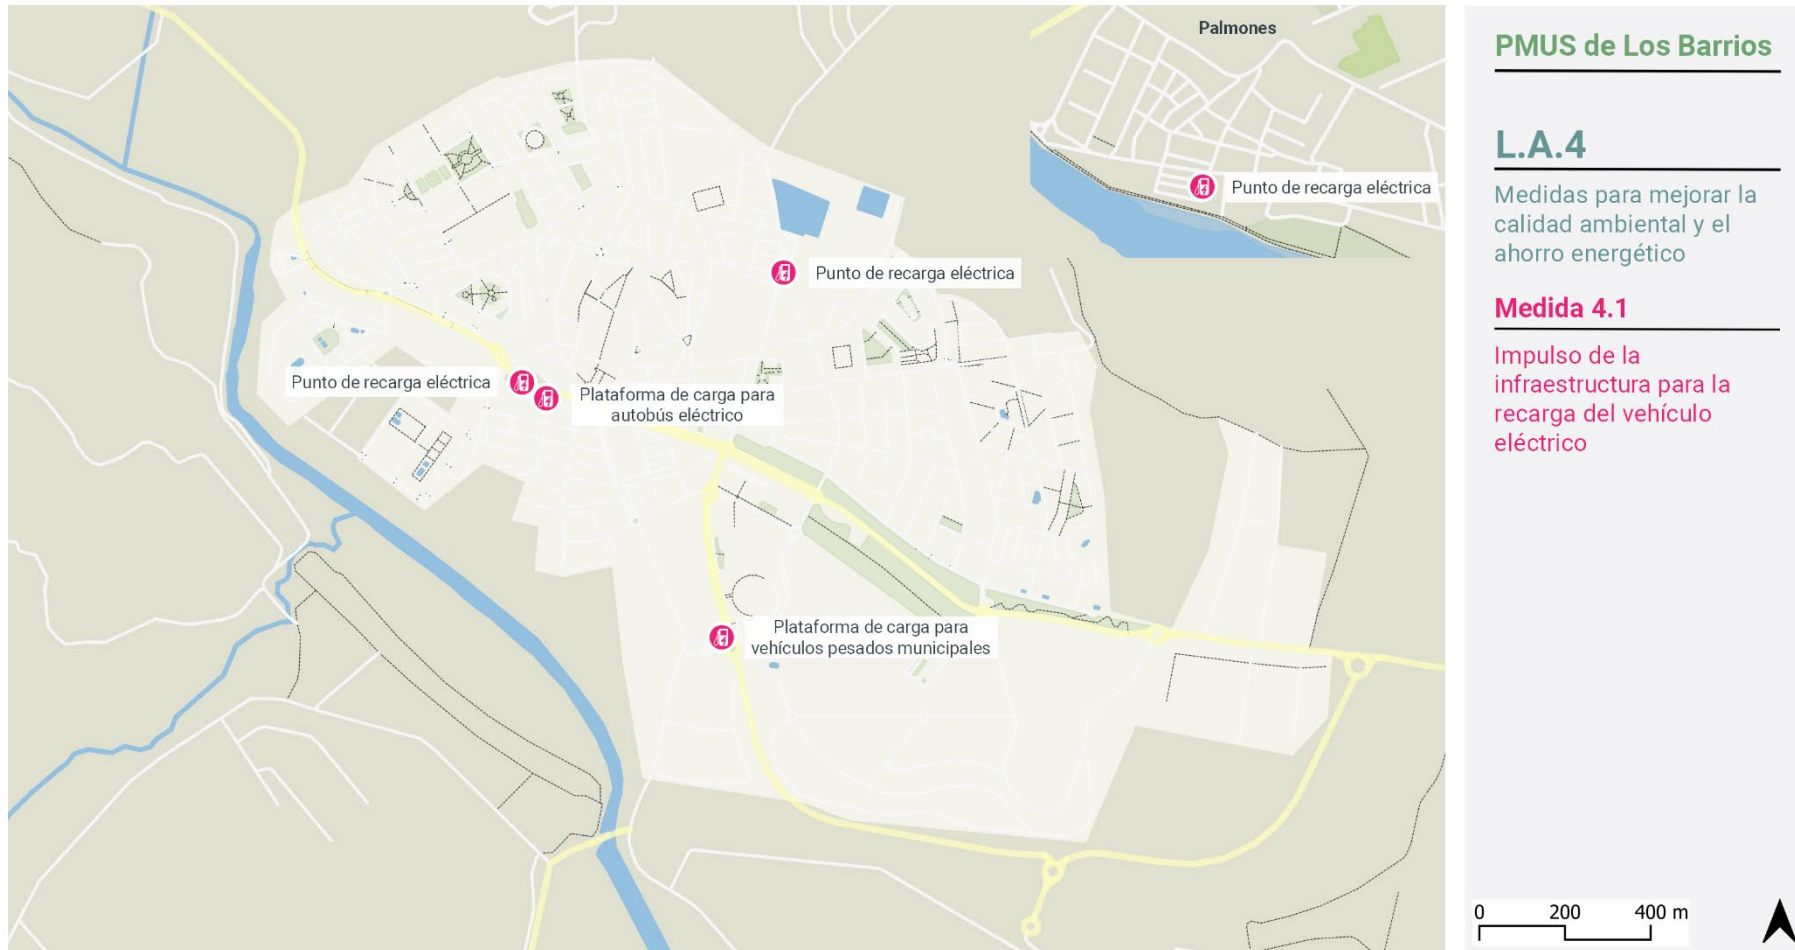 Palmones
Punto de recarga eléctrica
Punto de recarga eléctrica
Punto de recarga eléctrica
Plataforma de carga para
autobús eléctrico
Plataforma de carga para
vehículos pesados municipales
PMUS de Los Barrios
L.A.4
Medidas para mejorar la
calidad ambiental y el
ahorro energético
Medida 4.1
Impulso de la
infraestructura para la
recarga del vehículo
eléctrico
0 200 400 m